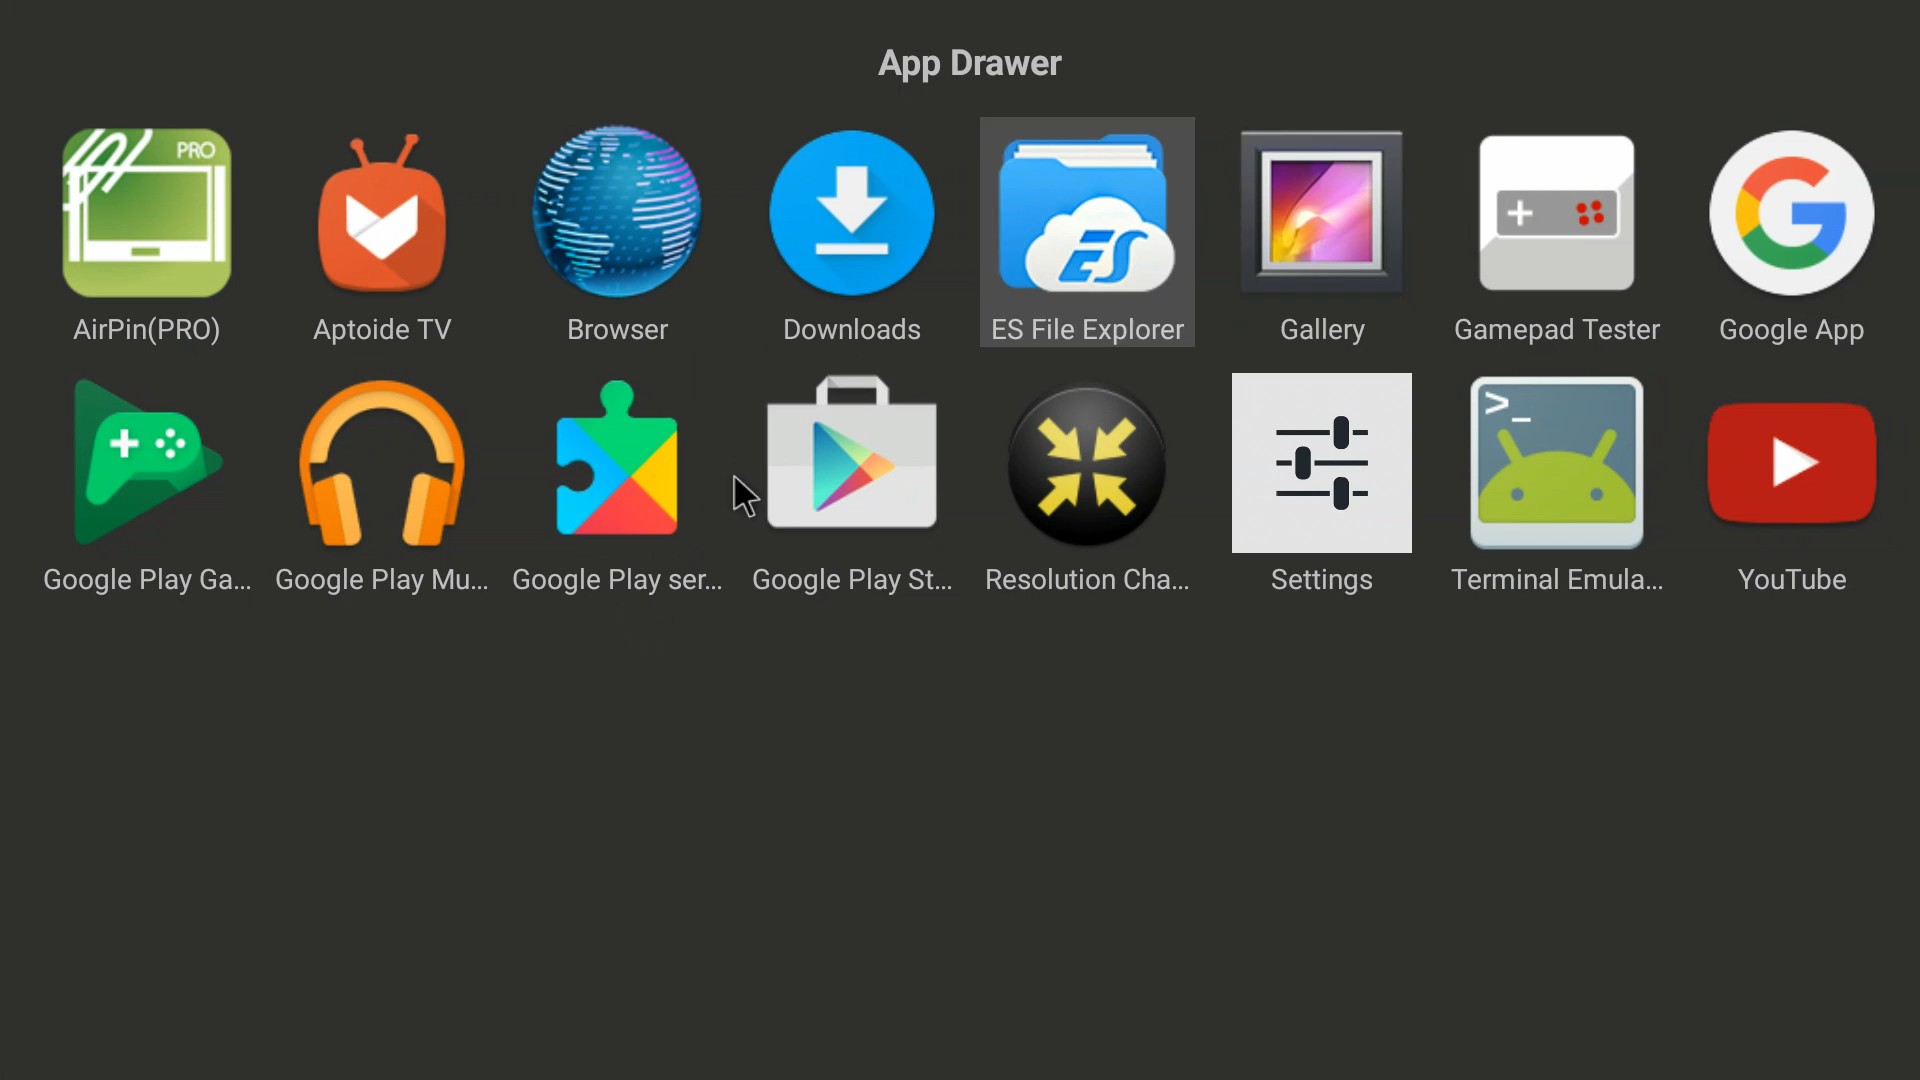 App Drawer
PRO
ES
AirPin(PRO) Aptoide TV Browser Downloads ES File Explorer Gallery Gamepad Tester Google App
>_
Google Play Ga... Google Play Mu... Google Play ser... Google Play St... Resolution Cha... Settings Terminal Emula... YouTube